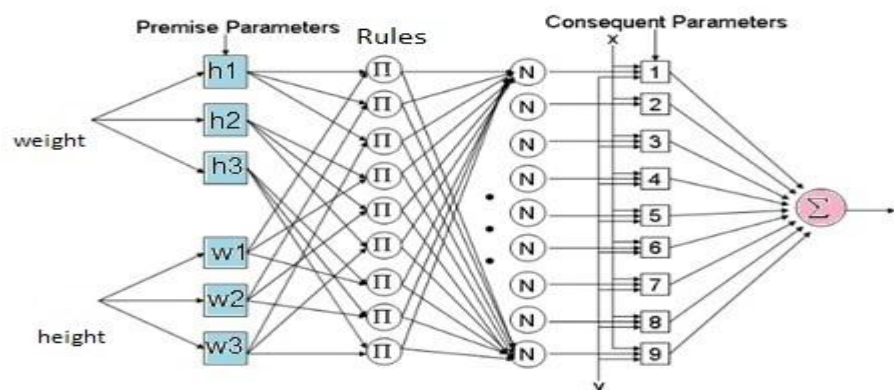 Premise Parameters
Rules
Consequent Parameters
X
h1
h2
h3
weight
w1
w2
w3
height
Π
Π
Π
Π
Π
Π
Π
Π
Π
N
N
N
N
N
N
N
N
N
1
2
3
4
5
6
7
8
9
Σ
Y